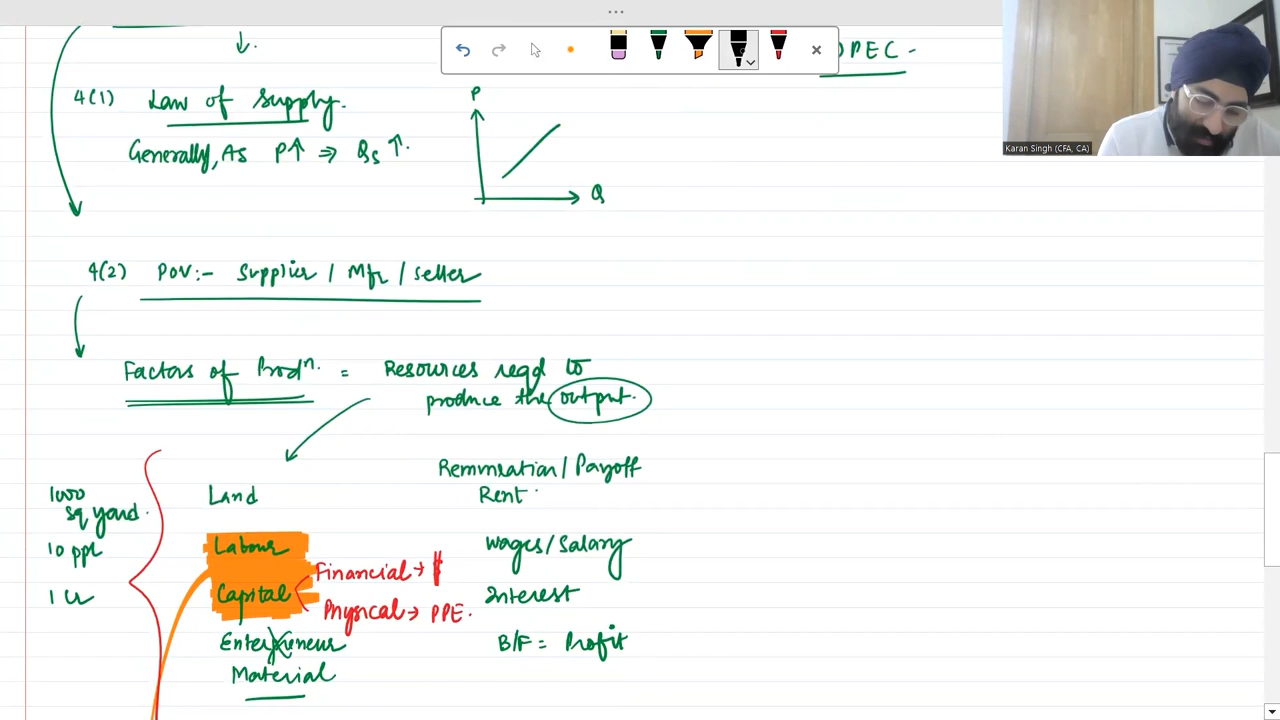 OPEC -
4(1) Law of Supply.
Generally, As P↑ ⇒ Qs ↑.
P
Q
4(2) POV:- Supplier / Mfr / Seller
Factors of Prodⁿ. = Resources reqd to
produce the output.
Remmeation / Payoff
1000 sq yard. Land Rent
10 ppl Labour Wages/Salary
Financial → $
1 Cr Capital Interest
Physical → PPE.
Enterpreneur B/F = Profit
Material
Karan Singh (CFA, CA)